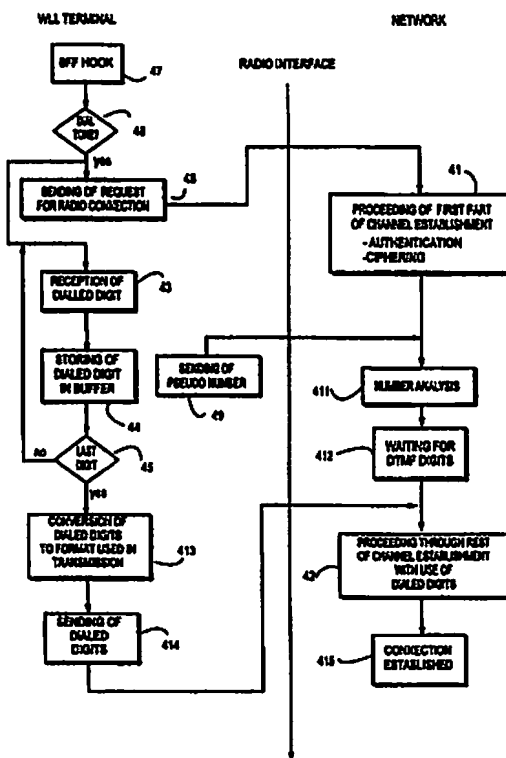 WLL TERMINAL
NETWORK
RADIO INTERFACE
OFF HOOK
47
DIAL
TONE?
48
yes
SENDING OF REQUEST
FOR RADIO CONNECTION
46
41
PROCEEDING OF FIRST PART
OF CHANNEL ESTABLISHMENT
- AUTHENTICATION
- CIPHERING
RECEPTION OF
DIALLED DIGIT
43
STORING OF
DIALED DIGIT
IN BUFFER
44
SENDING OF
PSEUDO NUMBER
49
NUMBER ANALYSIS
411
LAST
DIGIT
45
no
yes
WAITING FOR
DTMF DIGITS
412
CONVERSION OF
DIALED DIGITS
TO FORMAT USED IN
TRANSMISSION
413
PROCEEDING THROUGH REST
OF CHANNEL ESTABLISHMENT
WITH USE OF
DIALED DIGITS
42
SENDING OF
DIALED
DIGITS
414
CONNECTION
ESTABLISHED
415